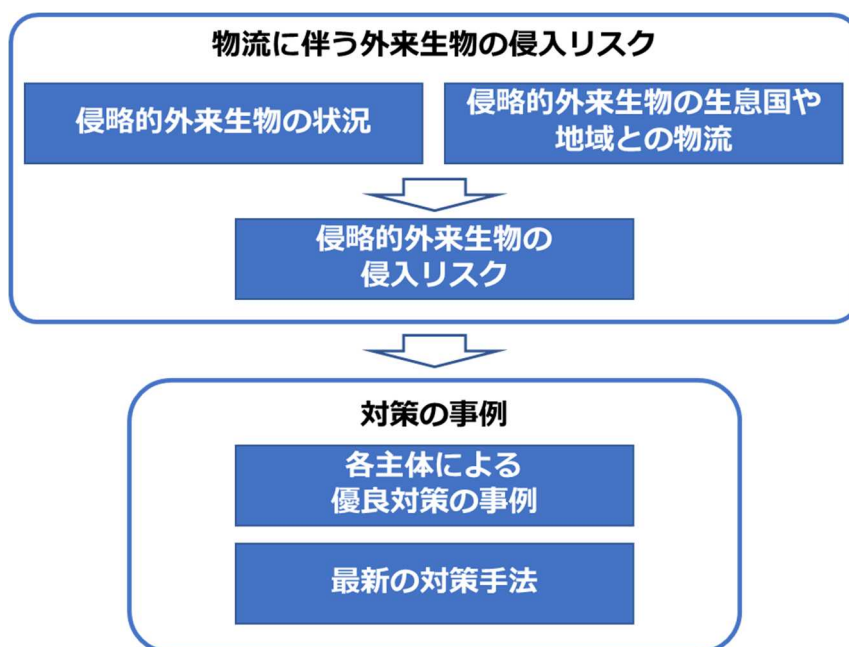 物流に伴う外来生物の侵入リスク
侵略的外来生物の状況
侵略的外来生物の生息国や
地域との物流
侵略的外来生物の
侵入リスク
対策の事例
各主体による
優良対策の事例
最新の対策手法